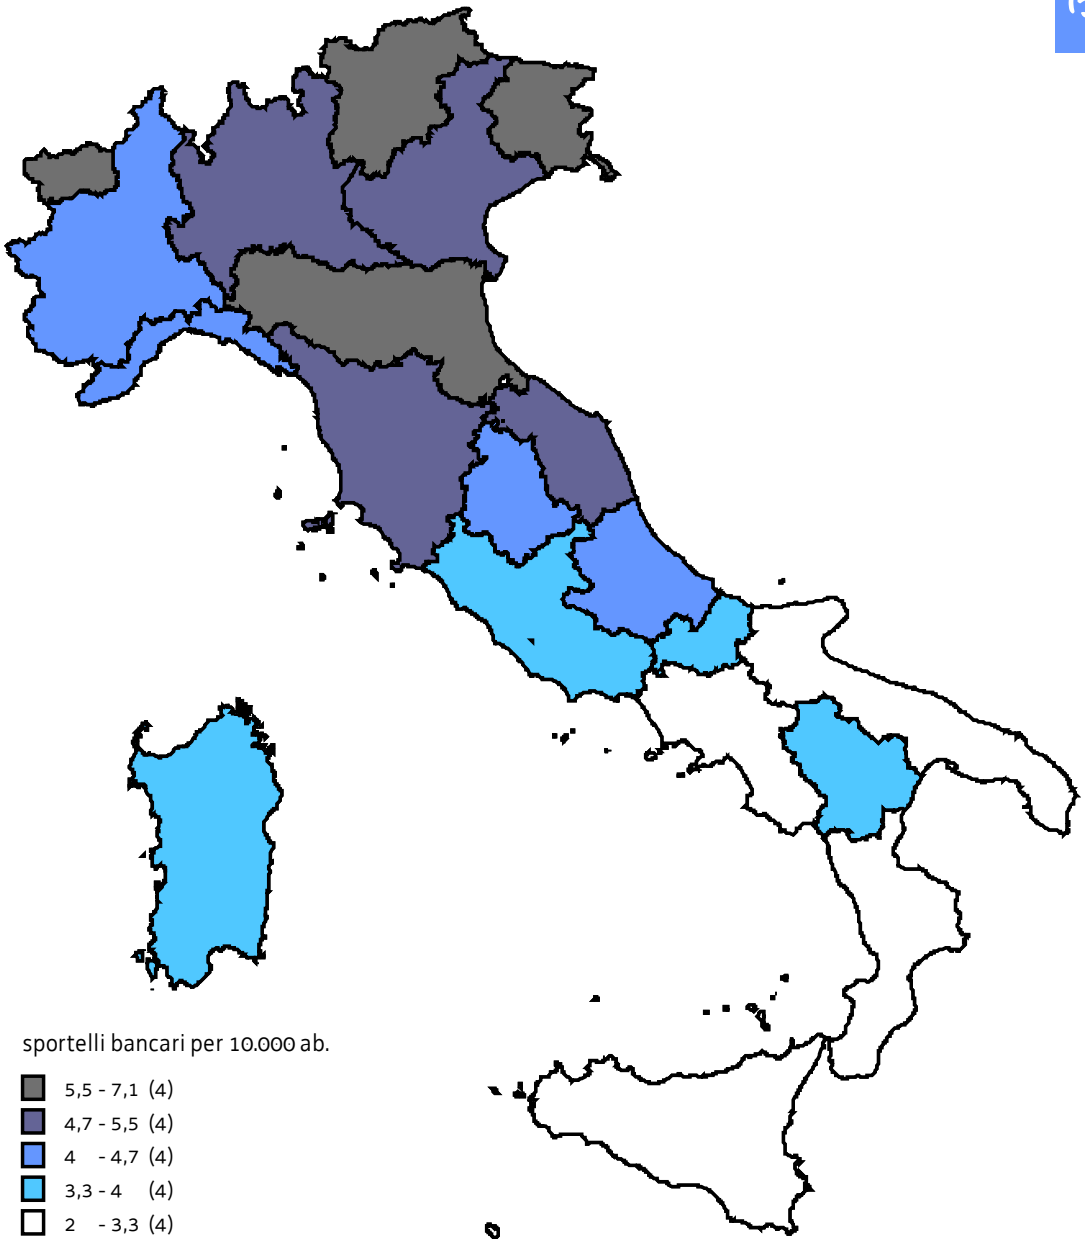 sportelli bancari per 10.000 ab.
5,5 - 7,1 (4)
4,7 - 5,5 (4)
4 - 4,7 (4)
3,3 - 4 (4)
2 - 3,3 (4)